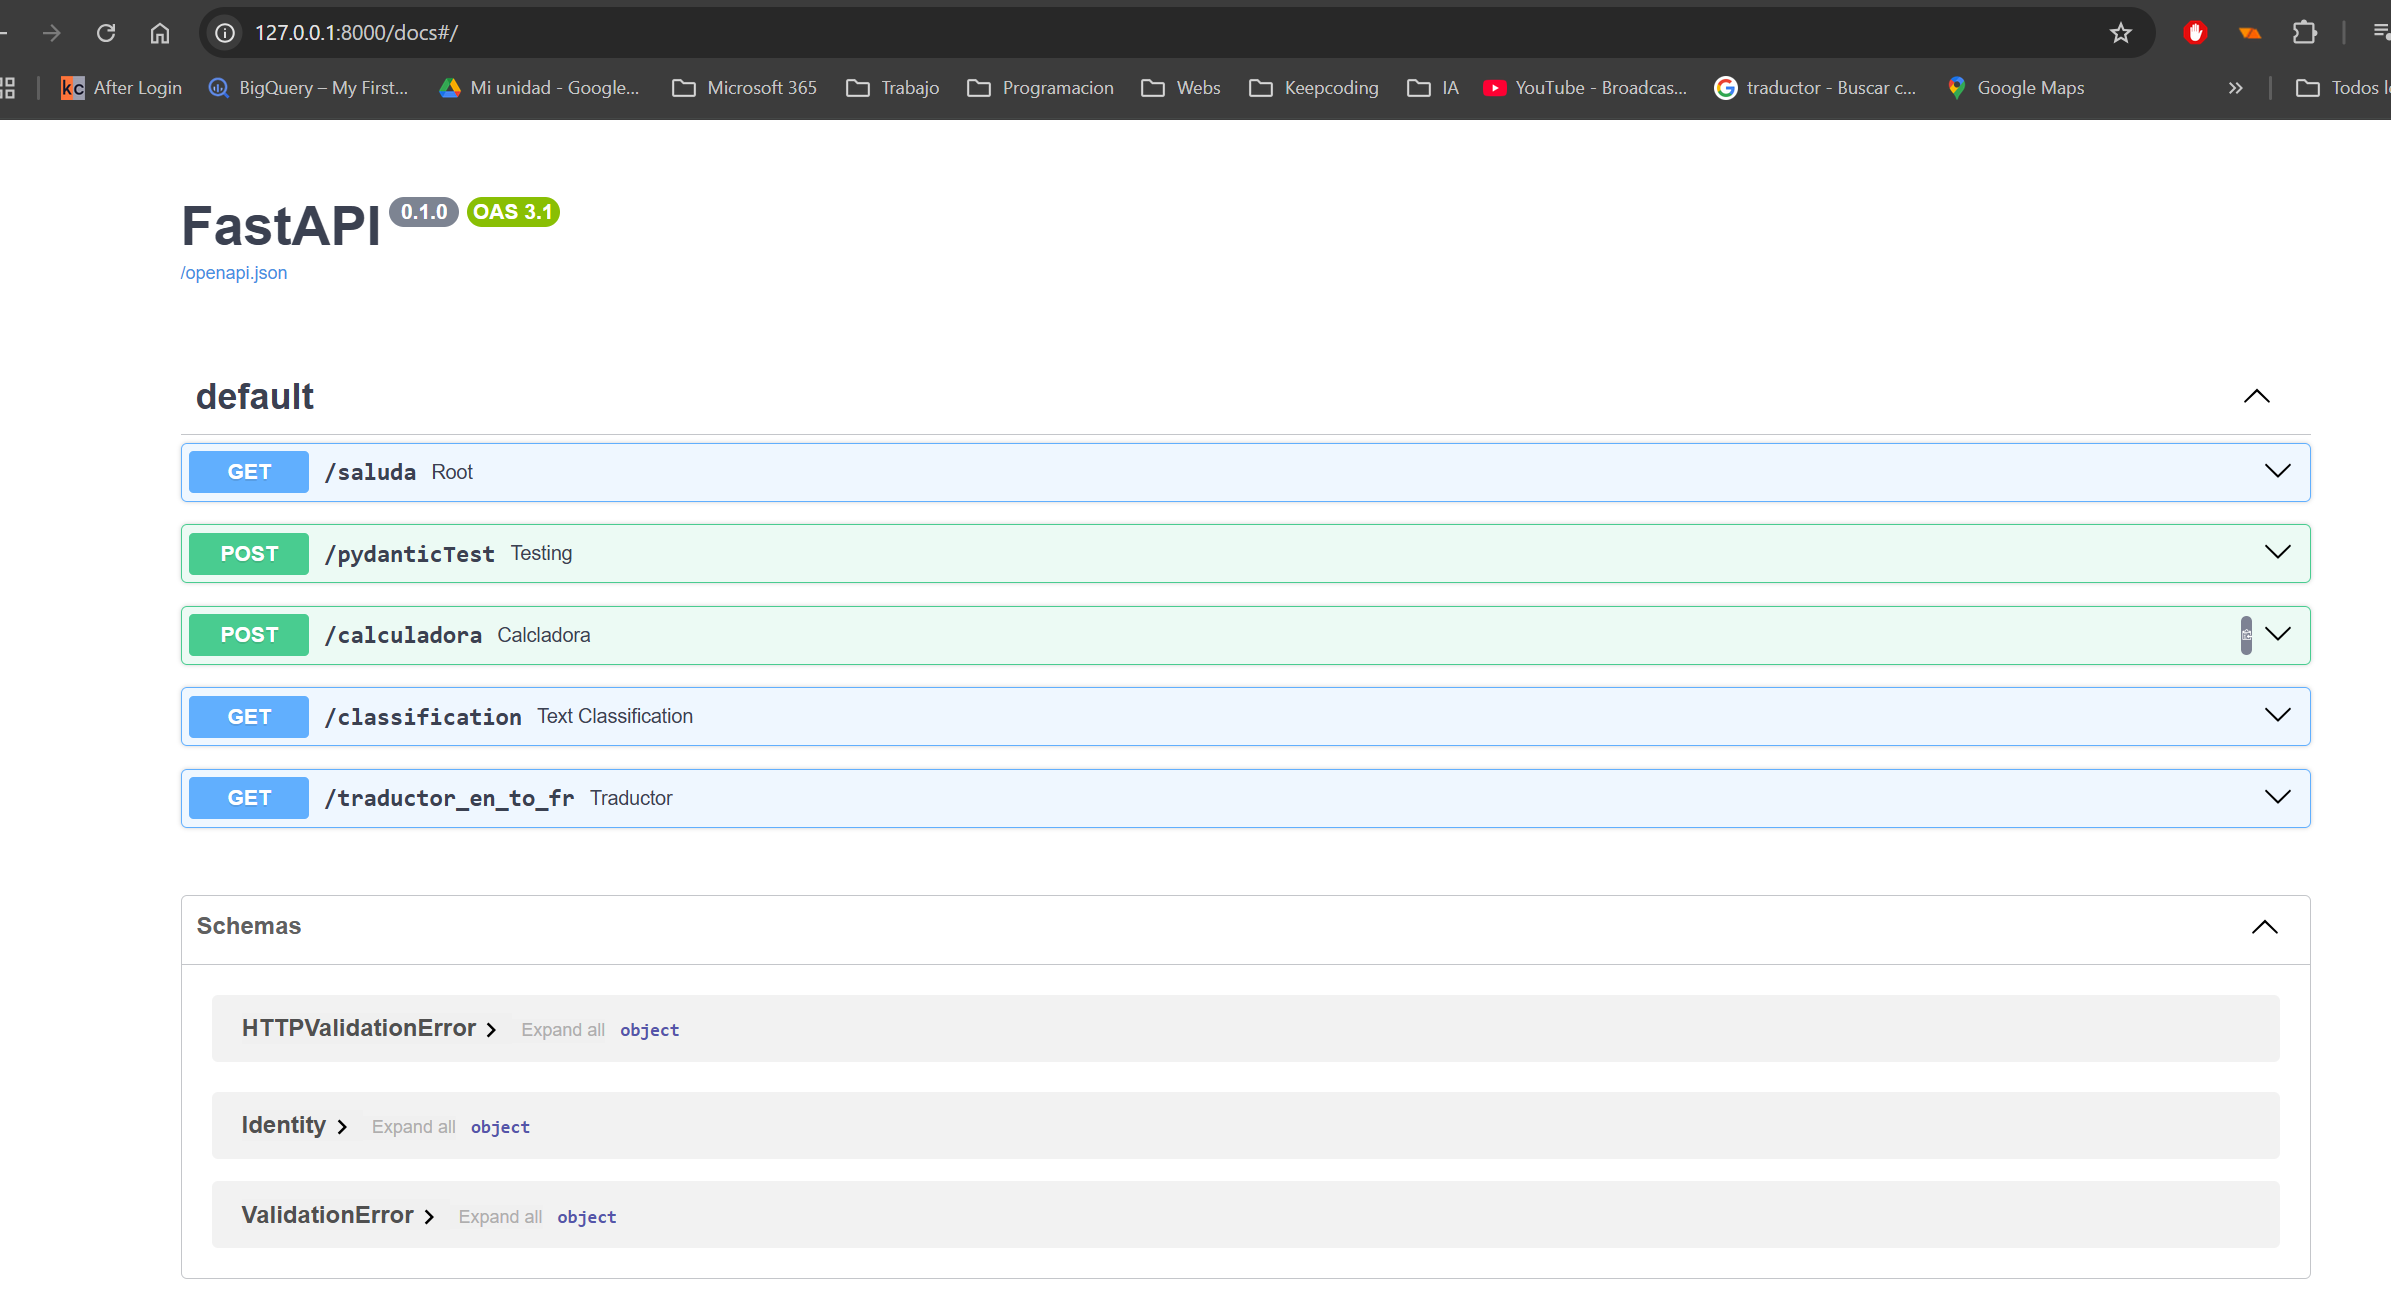 127.0.0.1:8000/docs#/
After Login BigQuery – My First... Mi unidad - Google... Microsoft 365 Trabajo Programacion Webs Keepcoding IA YouTube - Broadcas... traductor - Buscar c... Google Maps » Todos
FastAPI 0.1.0 OAS 3.1
/openapi.json
default
GET /saluda Root
POST /pydanticTest Testing
POST /calculadora Calcladora
GET /classification Text Classification
GET /traductor_en_to_fr Traductor
Schemas
HTTPValidationError Expand all object
Identity Expand all object
ValidationError Expand all object